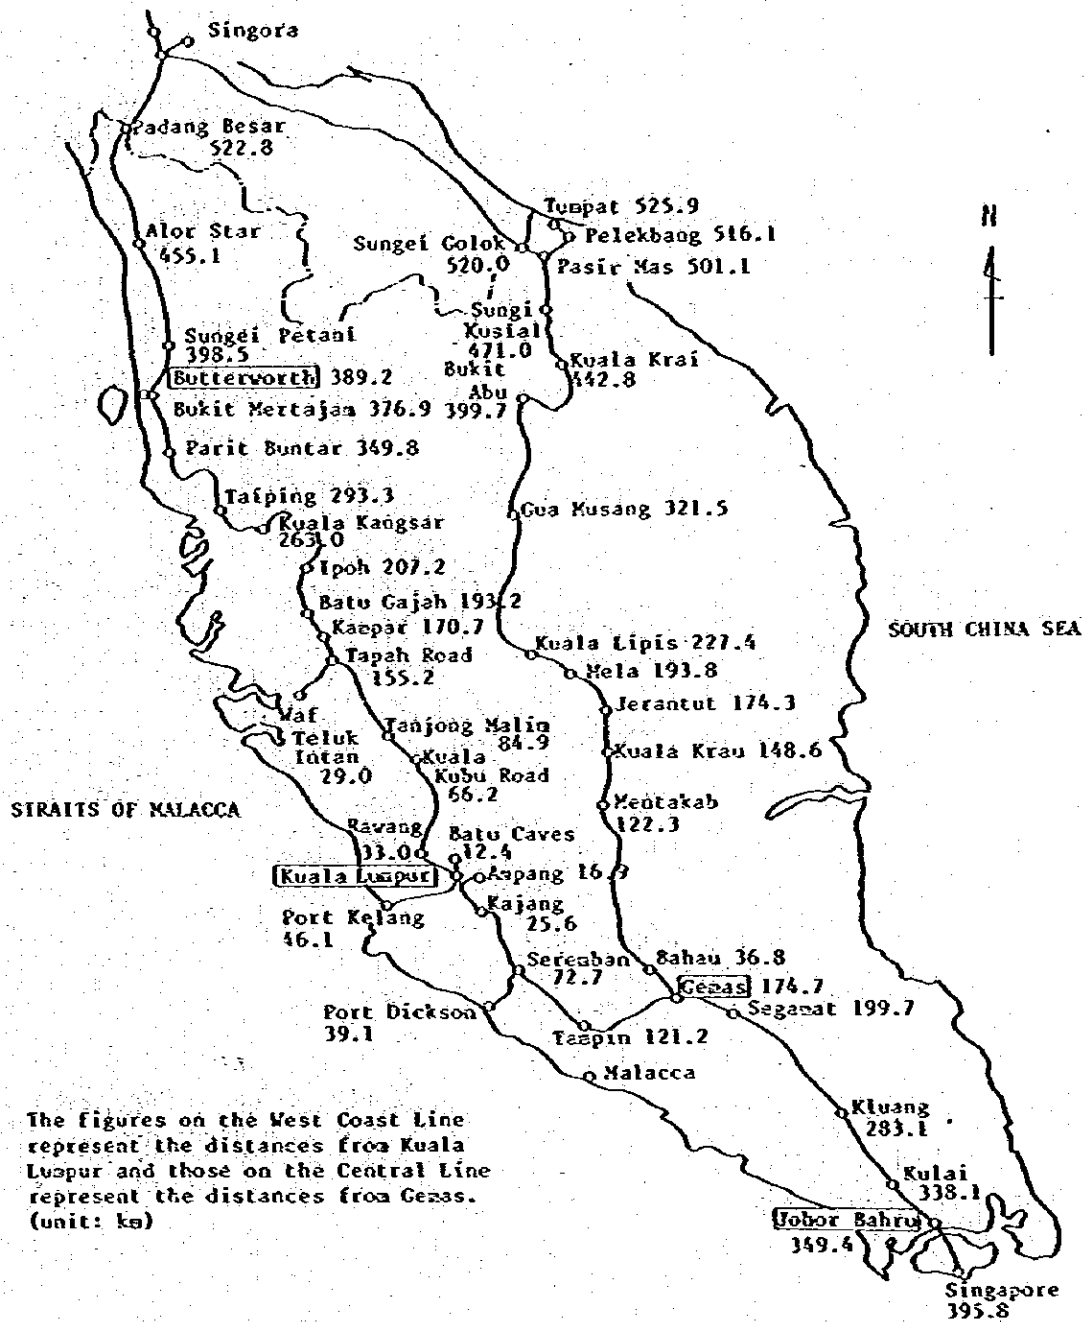 Singora
Padang Besar
522.8
Tumpat 525.9
N
Pelekbang 516.1
Alor Star
455.1
Sungei Golok
520.0
Pasir Mas 501.1
Sungi
Kusial
471.0
Sungei Petani
398.5
Kuala Krai
442.8
Butterworth 389.2
Bukit
Abu
399.7
Bukit Mertajam 376.9
Parit Buntar 349.8
Taiping 293.3
Gua Musang 321.5
Kuala Kangsar
263.0
Ipoh 207.2
Batu Gajah 193.2
Kampar 170.7
SOUTH CHINA SEA
Tapah Road
155.2
Kuala Lipis 227.4
Mela 193.8
Jerantut 174.3
Waf
Teluk
Intan
29.0
Tanjong Malim
84.9
Kuala
Kubu Road
66.2
Kuala Krau 148.6
STRAITS OF MALACCA
Mentakab
122.3
Rawang
33.0
Batu Caves
12.4
Kuala Lumpur
Ampang 16.9
Port Kelang
46.1
Kajang
25.6
Seremban
72.7
Bahau 36.8
Gemas 174.7
Port Dickson
39.1
Segamat 199.7
Tampin 121.2
Malacca
Kluang
283.1
The figures on the West Coast Line
represent the distances from Kuala
Lumpur and those on the Central Line
represent the distances from Gemas.
(unit: km)
Kulai
338.1
Johor Bahru
349.4
Singapore
395.8